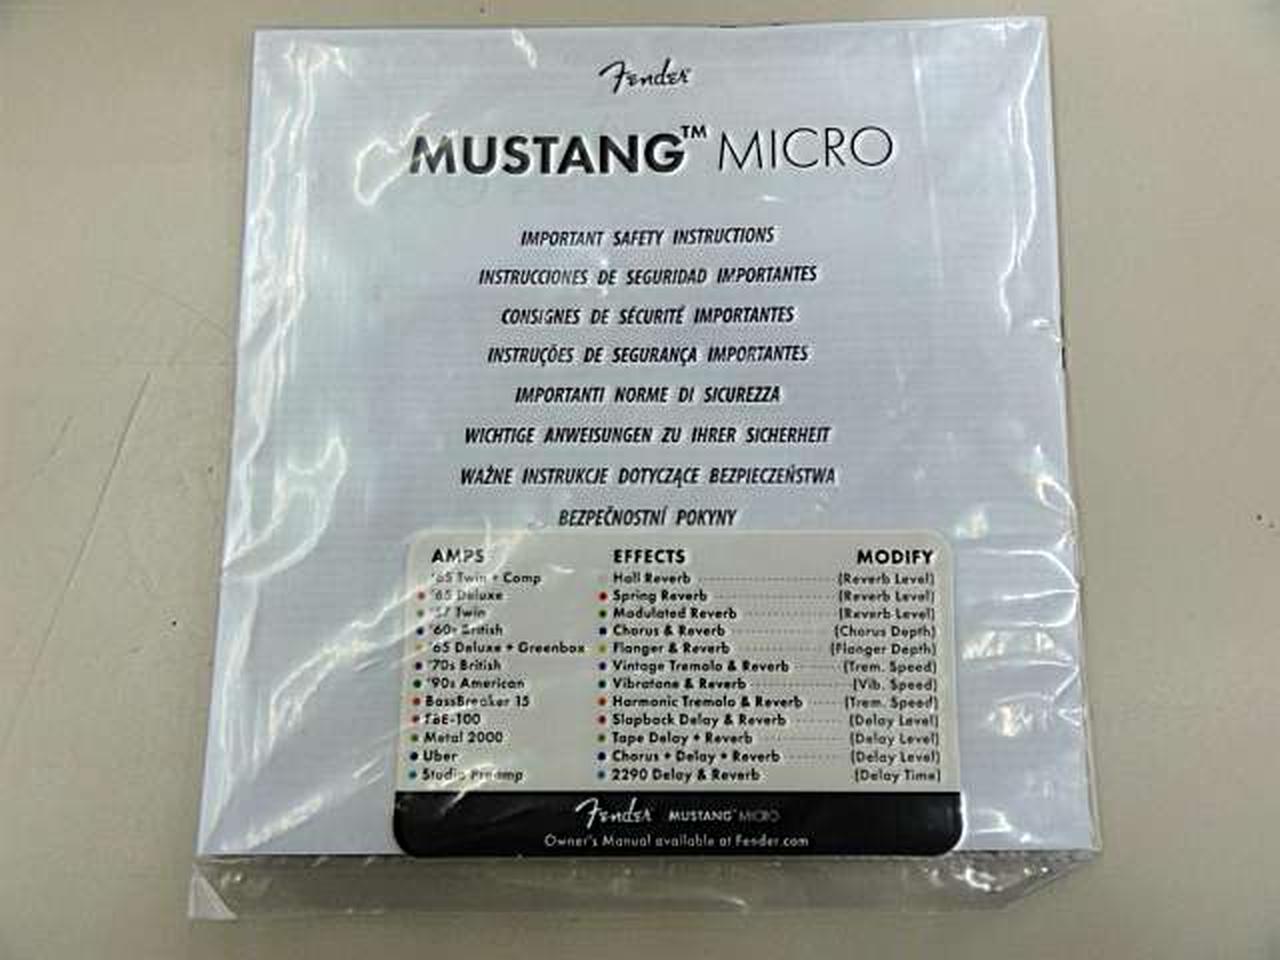 Fender
MUSTANG™ MICRO
IMPORTANT SAFETY INSTRUCTIONS
INSTRUCCIONES DE SEGURIDAD IMPORTANTES
CONSIGNES DE SÉCURITÉ IMPORTANTES
INSTRUÇÕES DE SEGURANÇA IMPORTANTES
IMPORTANTI NORME DI SICUREZZA
WICHTIGE ANWEISUNGEN ZU IHRER SICHERHEIT
WAŻNE INSTRUKCJE DOTYCZĄCE BEZPIECZEŃSTWA
BEZPEČNOSTNÍ POKYNY
AMPS EFFECTS MODIFY
'65 Twin + Comp Hall Reverb (Reverb Level)
'65 Deluxe Spring Reverb (Reverb Level)
'57 Twin Modulated Reverb (Reverb Level)
'60s British Chorus & Reverb (Chorus Depth)
'65 Deluxe + Greenbox Flanger & Reverb (Flanger Depth)
'70s British Vintage Tremolo & Reverb (Trem. Speed)
'90s American Vibratone & Reverb (Vib. Speed)
BassBreaker 15 Harmonic Tremolo & Reverb (Trem. Speed)
FBE-100 Slapback Delay & Reverb (Delay Level)
Metal 2000 Tape Delay + Reverb (Delay Level)
Uber Chorus + Delay + Reverb (Delay Level)
Studio Preamp 2290 Delay & Reverb (Delay Time)
Fender MUSTANG™ MICRO
Owner's Manual available at Fender.com